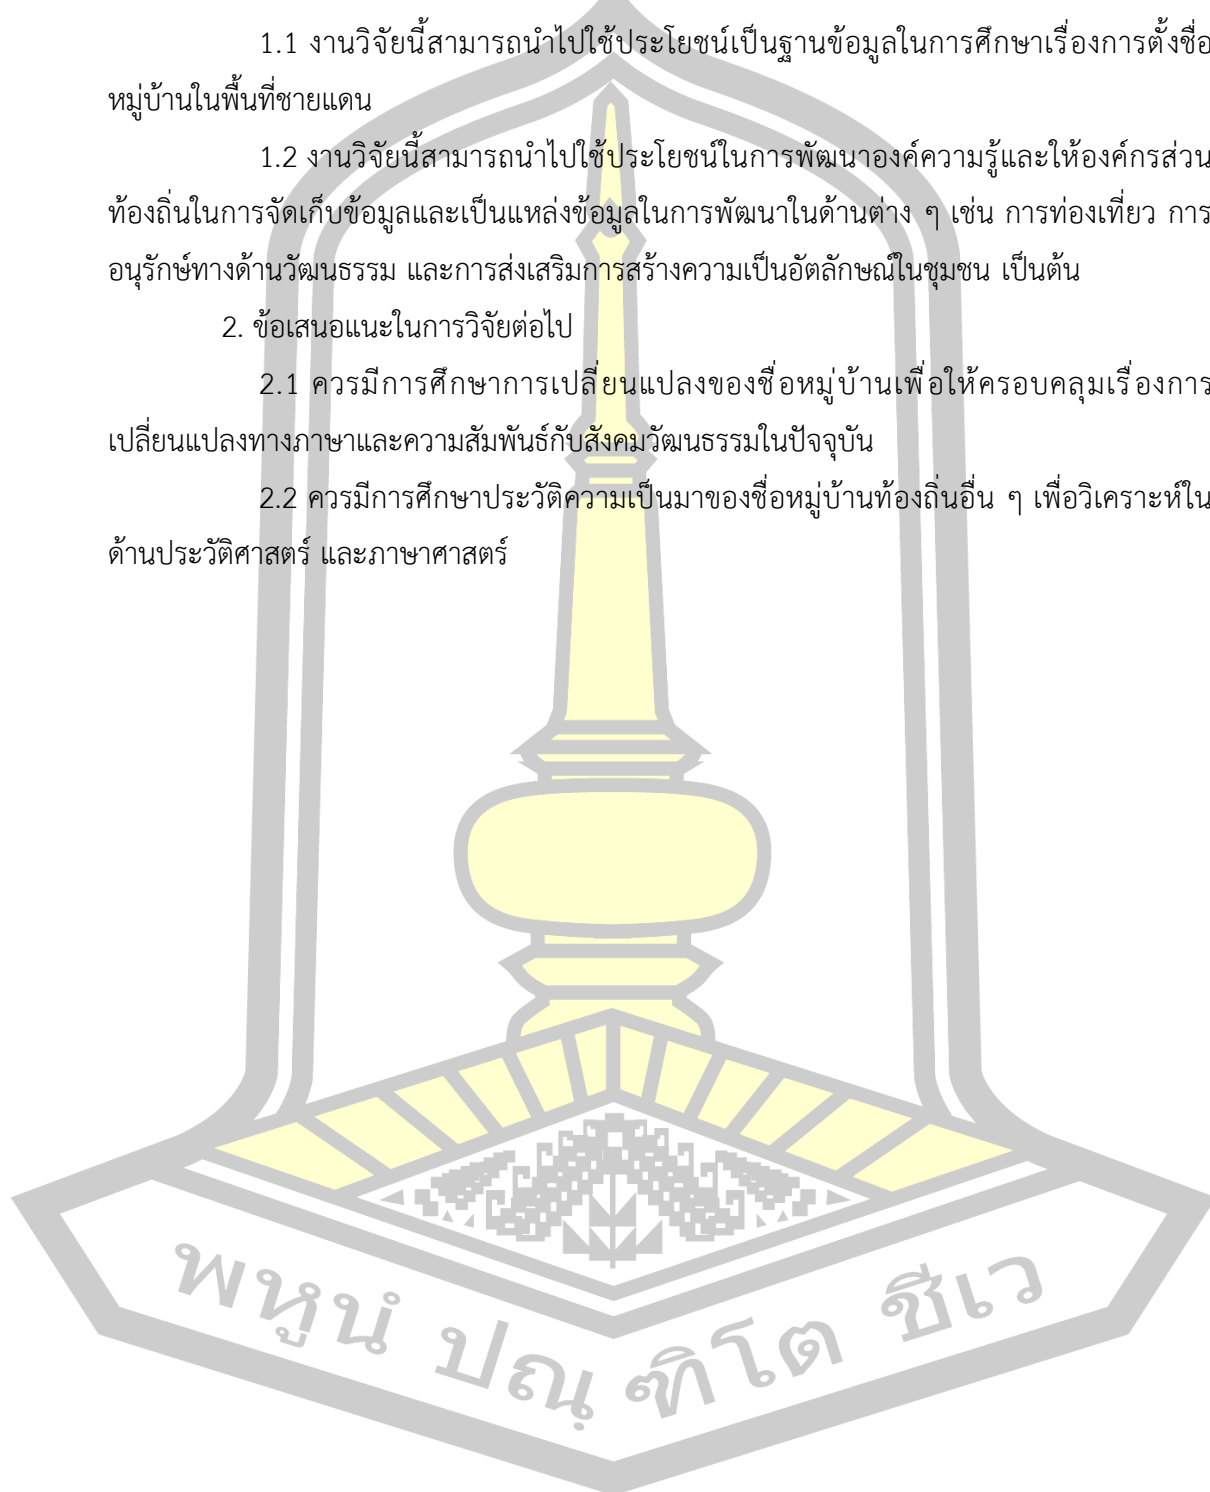 1.1 งานวิจัยนี้สามารถนำไปใช้ประโยชน์เป็นฐานข้อมูลในการศึกษาเรื่องการตั้งชื่อ
หมู่บ้านในพื้นที่ชายแดน
1.2 งานวิจัยนี้สามารถนำไปใช้ประโยชน์ในการพัฒนาองค์ความรู้และให้องค์กรส่วน
ท้องถิ่นในการจัดเก็บข้อมูลและเป็นแหล่งข้อมูลในการพัฒนาในด้านต่าง ๆ เช่น การท่องเที่ยว การ
อนุรักษ์ทางด้านวัฒนธรรม และการส่งเสริมการสร้างความเป็นอัตลักษณ์ในชุมชน เป็นต้น
2. ข้อเสนอแนะในการวิจัยต่อไป
2.1 ควรมีการศึกษาการเปลี่ยนแปลงของชื่อหมู่บ้านเพื่อให้ครอบคลุมเรื่องการ
เปลี่ยนแปลงทางภาษาและความสัมพันธ์กับสังคมวัฒนธรรมในปัจจุบัน
2.2 ควรมีการศึกษาประวัติความเป็นมาของชื่อหมู่บ้านท้องถิ่นอื่น ๆ เพื่อวิเคราะห์ใน
ด้านประวัติศาสตร์ และภาษาศาสตร์
พหูนํ ปณฺ ฑิโต ชีเว